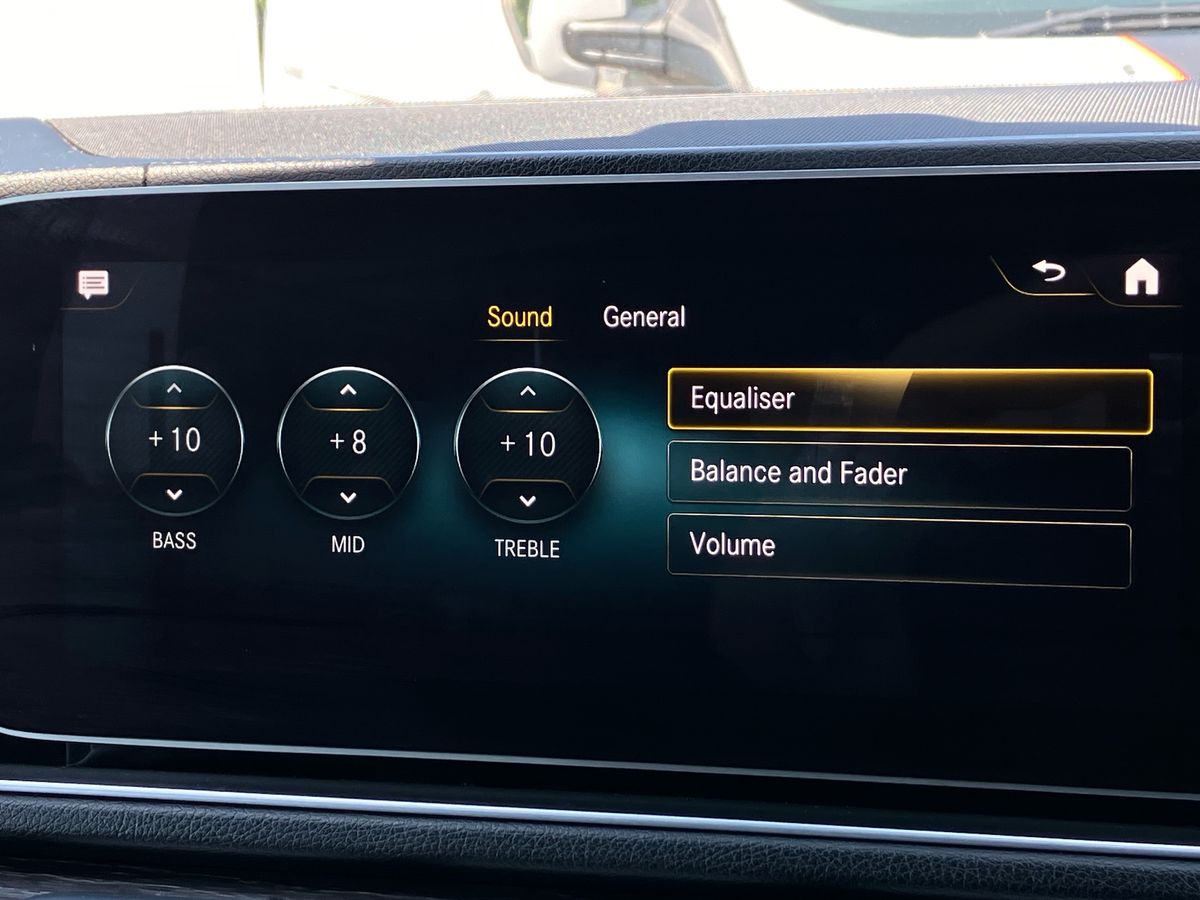 Sound General
+10 +8 +10
BASS MID TREBLE
Equaliser
Balance and Fader
Volume